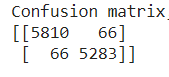 Confusion matrix,
[[5810   66]
 [  66 5283]]